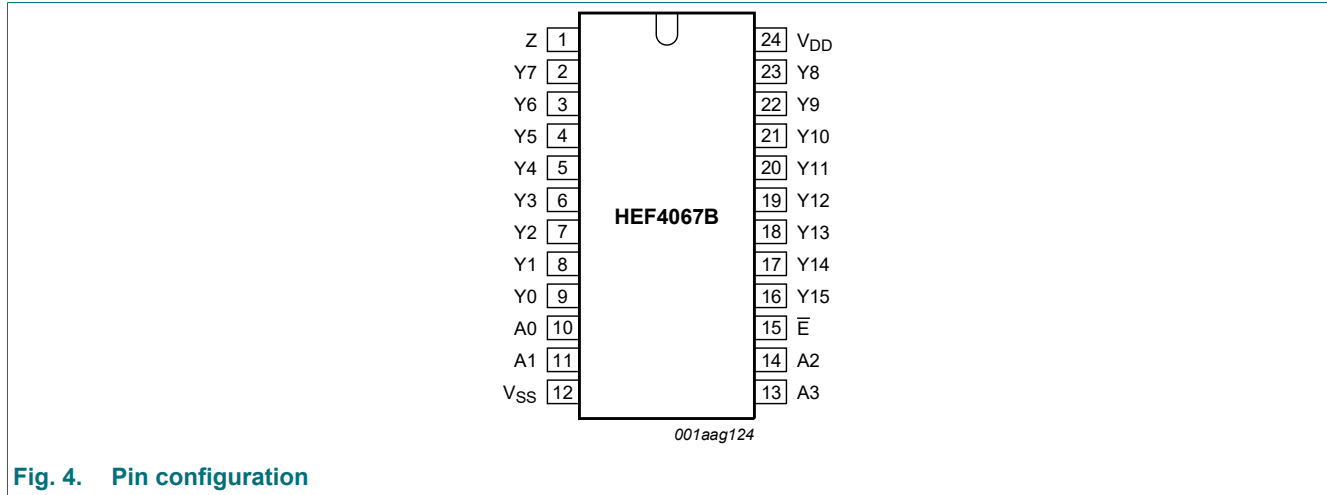 Z 1 24 VDD
Y7 2 23 Y8
Y6 3 22 Y9
Y5 4 21 Y10
Y4 5 20 Y11
Y3 6 19 Y12
HEF4067B
Y2 7 18 Y13
Y1 8 17 Y14
Y0 9 16 Y15
A0 10 15 E̅
A1 11 14 A2
VSS 12 13 A3
001aag124
Fig. 4. Pin configuration